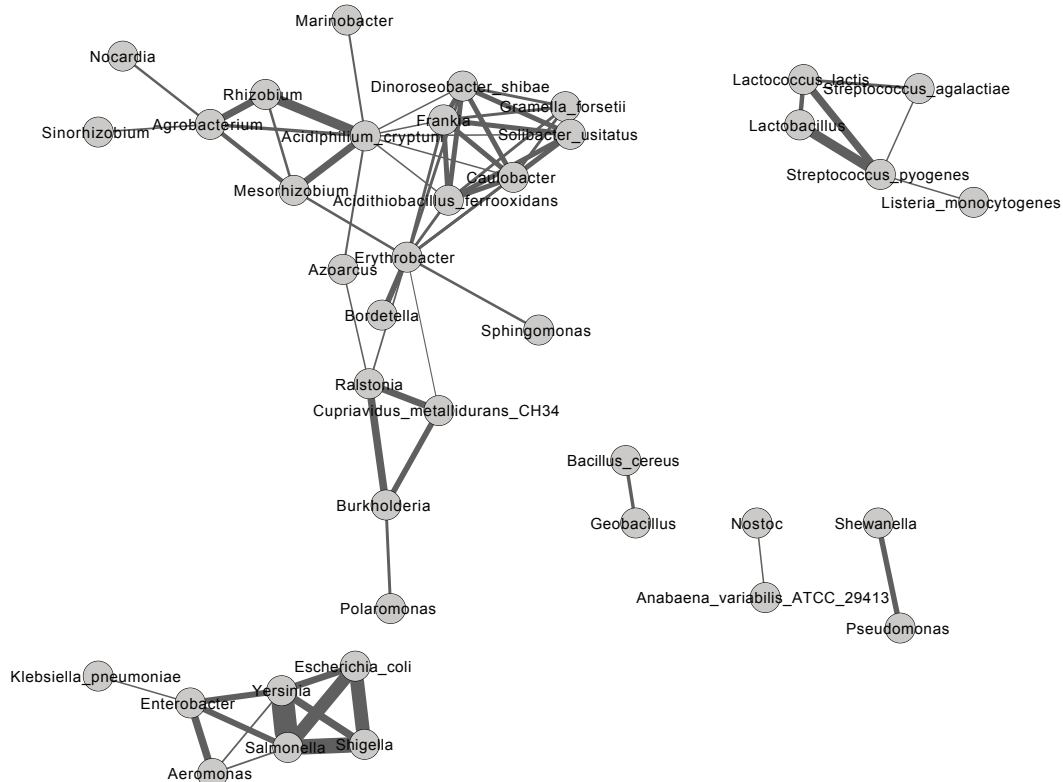 Marinobacter
Nocardia
Dinoroseobacter_shibae
Lactococcus_lactis
Streptococcus_agalactiae
Rhizobium
Gramella_forsetii
Frankia
Sinorhizobium
Agrobacterium
Acidiphilium_cryptum
Solibacter_usitatus
Lactobacillus
Caulobacter
Streptococcus_pyogenes
Mesorhizobium
Acidithiobacillus_ferrooxidans
Listeria_monocytogenes
Erythrobacter
Azoarcus
Bordetella
Sphingomonas
Ralstonia
Cupriavidus_metallidurans_CH34
Bacillus_cereus
Burkholderia
Geobacillus
Nostoc
Shewanella
Anabaena_variabilis_ATCC_29413
Polaromonas
Pseudomonas
Escherichia_coli
Klebsiella_pneumoniae
Yersinia
Enterobacter
Salmonella
Shigella
Aeromonas